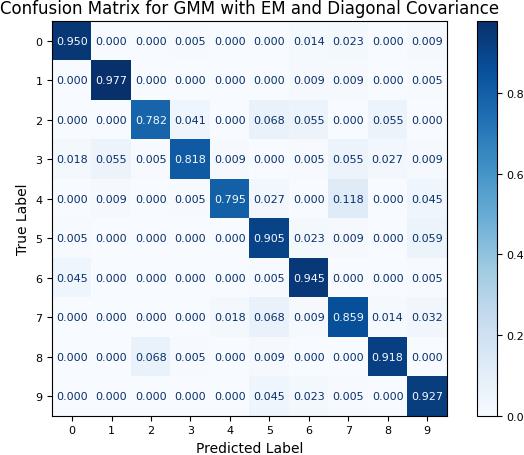 Confusion Matrix for GMM with EM and Diagonal Covariance
True Label
0 0.950 0.000 0.000 0.005 0.000 0.000 0.014 0.023 0.000 0.009
1 0.000 0.977 0.000 0.000 0.000 0.000 0.009 0.009 0.000 0.005
2 0.000 0.000 0.782 0.041 0.000 0.068 0.055 0.000 0.055 0.000
3 0.018 0.055 0.005 0.818 0.009 0.000 0.005 0.055 0.027 0.009
4 0.000 0.009 0.000 0.005 0.795 0.027 0.000 0.118 0.000 0.045
5 0.005 0.000 0.000 0.000 0.000 0.905 0.023 0.009 0.000 0.059
6 0.045 0.000 0.000 0.000 0.000 0.005 0.945 0.000 0.000 0.005
7 0.000 0.000 0.000 0.000 0.018 0.068 0.009 0.859 0.014 0.032
8 0.000 0.000 0.068 0.005 0.000 0.009 0.000 0.000 0.918 0.000
9 0.000 0.000 0.000 0.000 0.000 0.045 0.023 0.005 0.000 0.927
0 1 2 3 4 5 6 7 8 9
Predicted Label
0.8
0.6
0.4
0.2
0.0